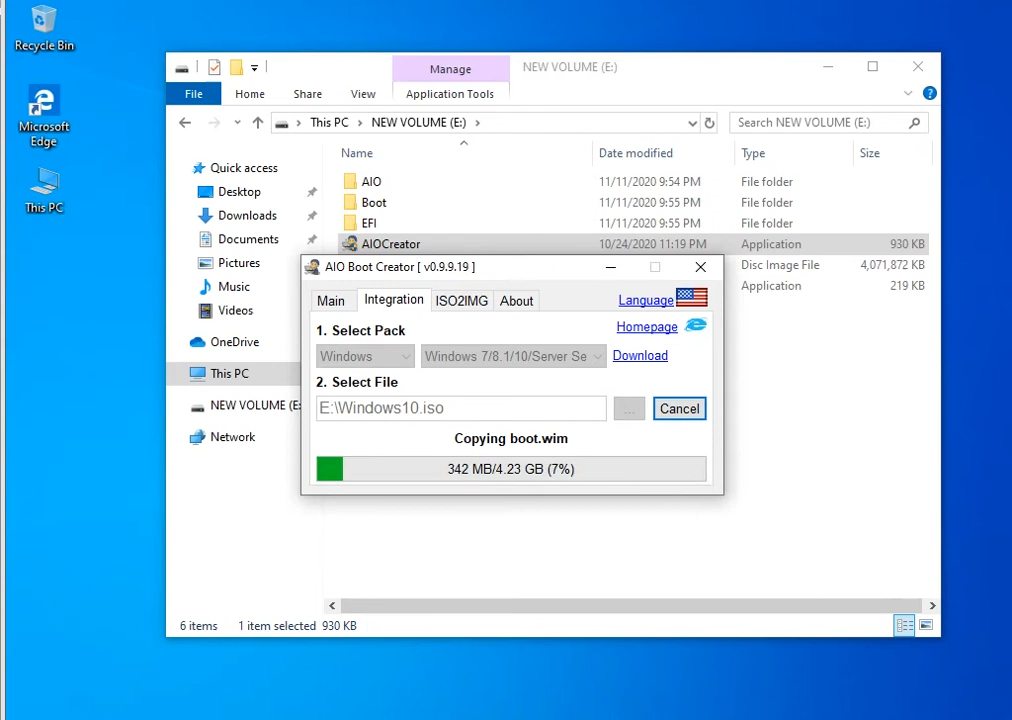 Recycle Bin
Microsoft
Edge
This PC
Manage
NEW VOLUME (E:)
File
Home
Share
View
Application Tools
This PC
NEW VOLUME (E:)
Search NEW VOLUME (E:)
Name
Date modified
Type
Size
Quick access
Desktop
Downloads
Documents
Pictures
Music
Videos
OneDrive
This PC
NEW VOLUME (E:
Network
AIO
11/11/2020 9:54 PM
File folder
Boot
11/11/2020 9:55 PM
File folder
EFI
11/11/2020 9:55 PM
File folder
AIOCreator
10/24/2020 11:19 PM
Application
930 KB
Disc Image File
4,071,872 KB
Application
219 KB
AIO Boot Creator [ v0.9.9.19 ]
Main
Integration
ISO2IMG
About
Language
1. Select Pack
Homepage
Windows
Windows 7/8.1/10/Server Se
Download
2. Select File
E:\Windows10.iso
...
Cancel
Copying boot.wim
342 MB/4.23 GB (7%)
6 items
1 item selected
930 KB